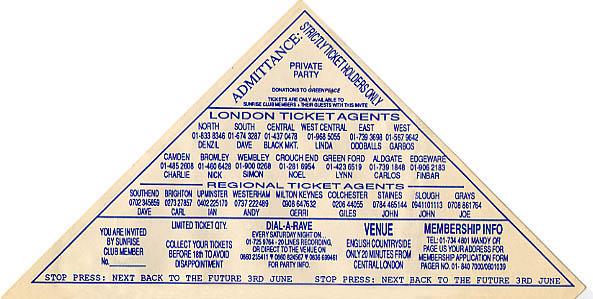 ADMITTANCE:
STRICTLY TICKET HOLDERS ONLY
PRIVATE
PARTY
DONATIONS TO GREENPEACE
TICKETS ARE ONLY AVAILABLE TO
SUNRISE CLUB MEMBERS + THEIR GUESTS WITH THIS INVITE
LONDON TICKET AGENTS
NORTH SOUTH CENTRAL WEST CENTRAL EAST WEST
01-833 8346 01-674 3287 01-437 0478 01-968 5055 01-739 3698 01-567 9642
DENZIL DAVE BLACK MKT. LINDA ODDBALLS GARBOS
CAMDEN BROMLEY WEMBLEY CROUCH END GREEN FORD ALDGATE EDGEWARE
01-485 2608 01-460 6429 01-900 0268 01-281 6954 01-423 0519 01-739 1848 01-906 2183
CHARLIE NICK SIMON NOEL LYNN CARLOS FINBAR
REGIONAL TICKET AGENTS
SOUTHEND BRIGHTON UPMINSTER WESTERHAM MILTON KEYNES COLCHESTER STAINES SLOUGH GRAYS
0702 345859 0273 27857 0402 225173 0737 222489 0908 647632 0206 44055 0784 465144 0941101113 0708 861764
DAVE CARL IAN ANDY GERRI GILES JOHN JOHN JOE
YOU ARE INVITED
BY SUNRISE
CLUB MEMBER
No.
LIMITED TICKET QTY.
COLLECT YOUR TICKETS
BEFORE 18th TO AVOID
DISAPPOINTMENT
DIAL-A-RAVE
EVERY SATURDAY NIGHT...
01-725 9764 - 20 LINES RECORDING,
OR DIRECT TO THE VENUE ON
0860 235411 • 0860 824567 • 0836 699461
FOR PARTY INFO.
VENUE
ENGLISH COUNTRYSIDE
ONLY 20 MINUTES FROM
CENTRAL LONDON
MEMBERSHIP INFO
TEL: 01-734 4801 MANDY OR
PAGE US YOUR ADDRESS FOR
MEMBERSHIP APPLICATION FORM
PAGER NO. 01- 840 7000/0801039
STOP PRESS: NEXT BACK TO THE FUTURE 3RD JUNE STOP PRESS: NEXT BACK TO THE FUTURE 3RD JUNE